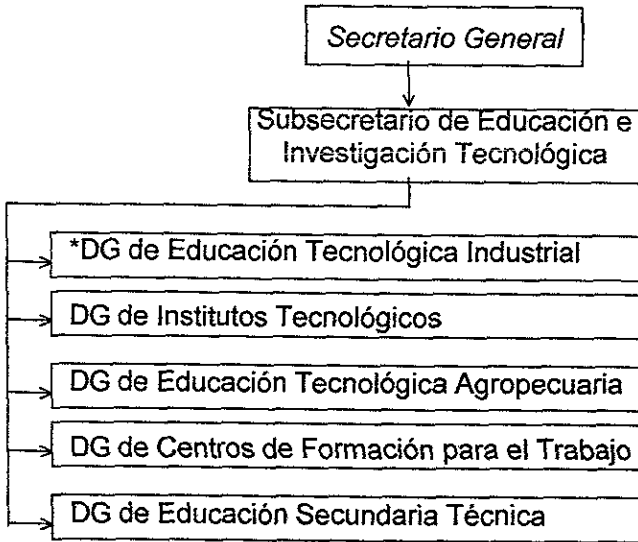 Secretario General
Subsecretario de Educación e
Investigación Tecnológica
*DG de Educación Tecnológica Industrial
DG de Institutos Tecnológicos
DG de Educación Tecnológica Agropecuaria
DG de Centros de Formación para el Trabajo
DG de Educación Secundaria Técnica